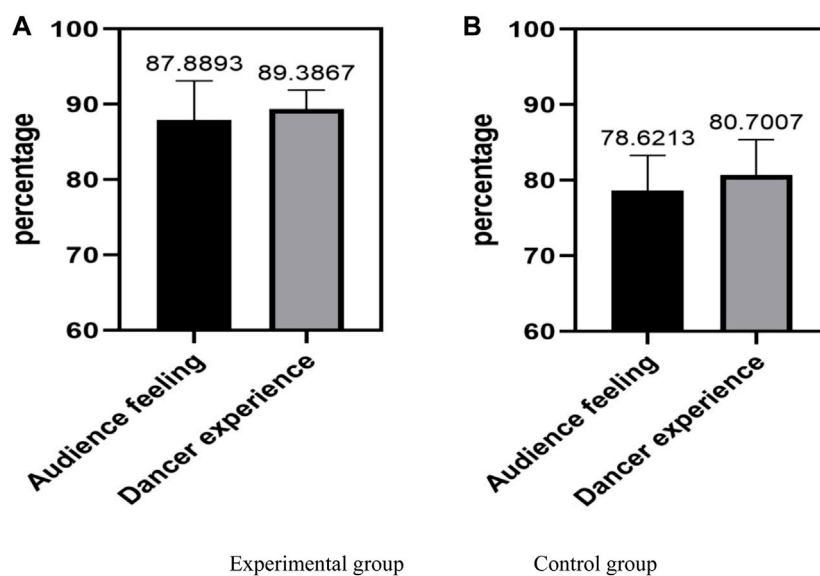 A
percentage
100
90
80
70
60
87.8893
89.3867
Audience feeling
Dancer experience
B
percentage
100
90
80
70
60
78.6213
80.7007
Audience feeling
Dancer experience
Experimental group
Control group